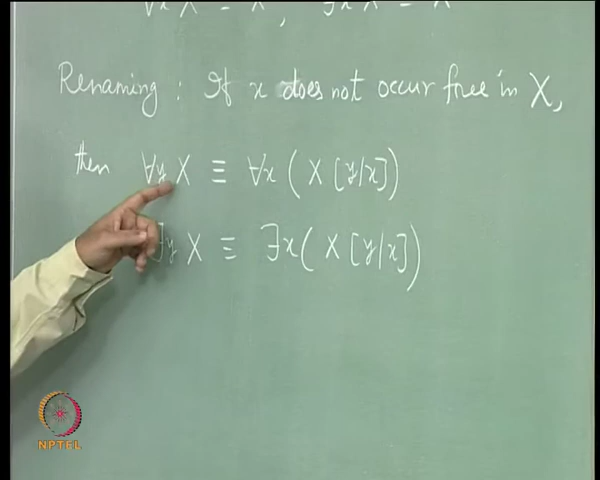 ∀x X ≡ X, ∃x X ≡ X
Renaming : If x does not occur free in X,
then ∀y X ≡ ∀x ( X [y/x] )
∃y X ≡ ∃x ( X [y/x] )
NPTEL